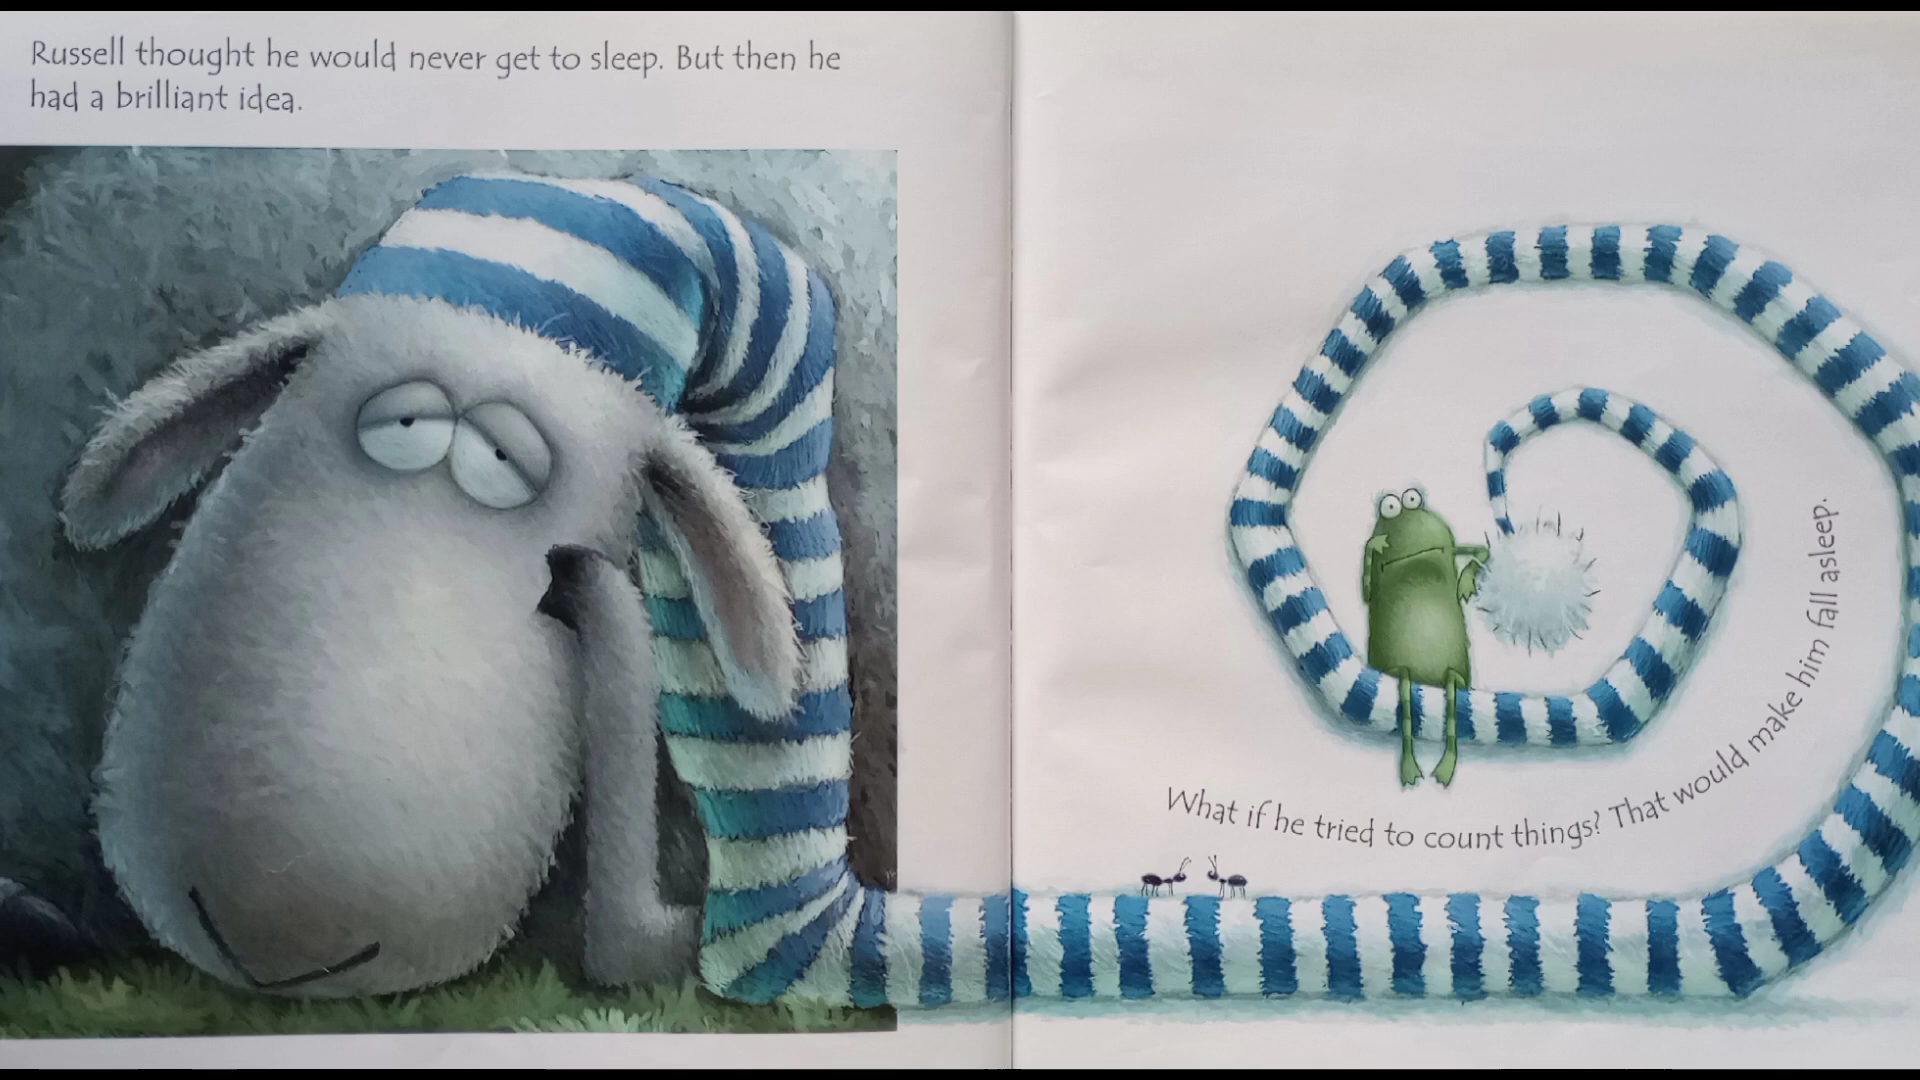 Russell thought he would never get to sleep. But then he
had a brilliant idea.
What if he tried to count things? That would make him fall asleep.